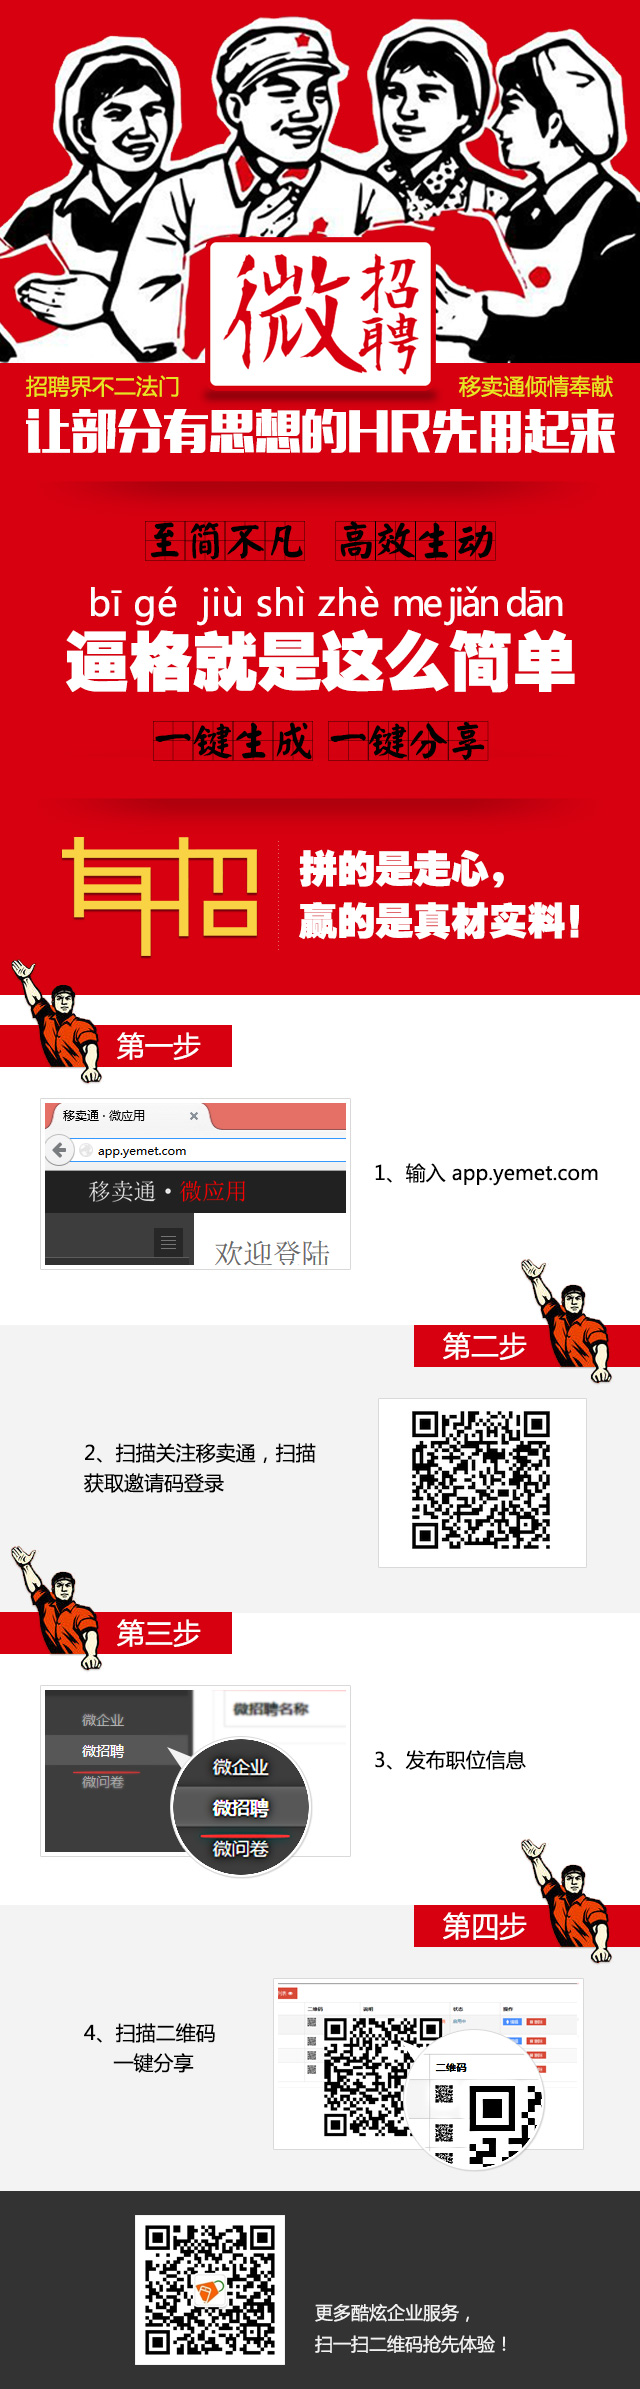 微招聘
招聘界不二法门
移卖通倾情奉献
让部分有思想的HR先用起来
至简不凡 高效生动
bī gé jiù shì zhè me jiǎn dān
逼格就是这么简单
一键生成 一键分享
有招
拼的是走心，
赢的是真材实料！
第一步
移卖通 · 微应用
app.yemet.com
移卖通 · 微应用
欢迎登陆
1、输入 app.yemet.com
第二步
2、扫描关注移卖通，扫描
获取邀请码登录
第三步
微企业
微招聘
微问卷
微招聘名称
微企业
微招聘
微问卷
3、发布职位信息
第四步
4、扫描二维码
一键分享
二维码 说明 状态 操作
二维码
更多酷炫企业服务，
扫一扫二维码抢先体验！